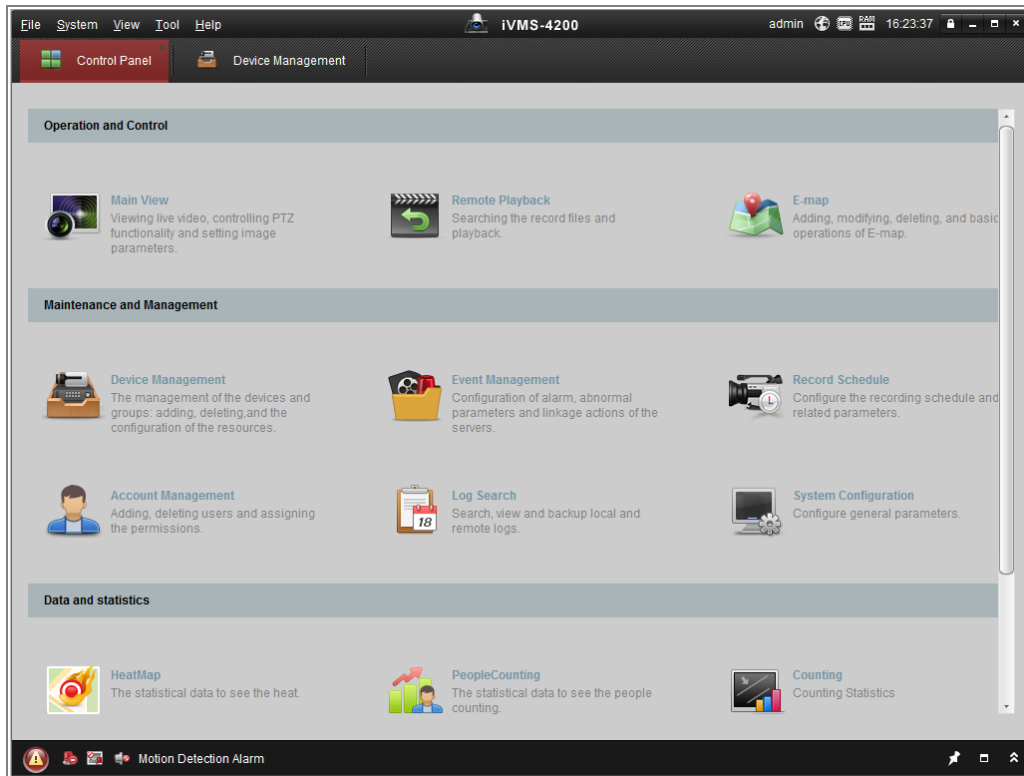 File System View Tool Help
iVMS-4200
admin CPU RAM 16:23:37
Control Panel
Device Management
Operation and Control
Main View
Viewing live video, controlling PTZ
functionality and setting image
parameters.
Remote Playback
Searching the record files and
playback.
E-map
Adding, modifying, deleting, and basic
operations of E-map.
Maintenance and Management
Device Management
The management of the devices and
groups: adding, deleting,and the
configuration of the resources.
Event Management
Configuration of alarm, abnormal
parameters and linkage actions of the
servers.
Record Schedule
Configure the recording schedule and
related parameters.
Account Management
Adding, deleting users and assigning
the permissions.
18
Log Search
Search, view and backup local and
remote logs.
System Configuration
Configure general parameters.
Data and statistics
HeatMap
The statistical data to see the heat.
PeopleCounting
The statistical data to see the people
counting.
Counting
Counting Statistics
Motion Detection Alarm